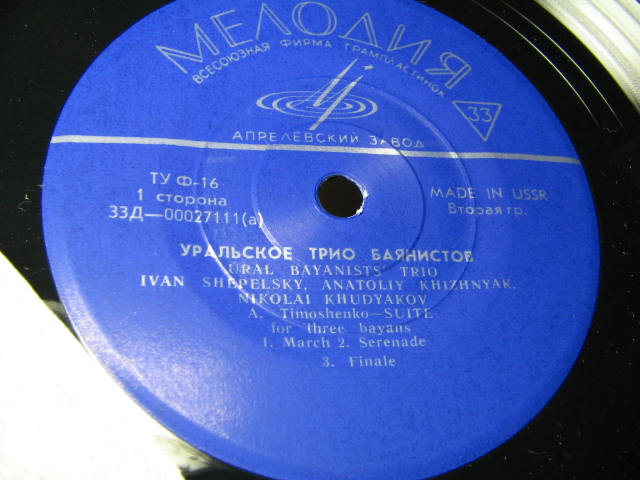 МЕЛОДИЯ
ВСЕСОЮЗНАЯ ФИРМА ГРАМПЛАСТИНОК
33
АПРЕЛЕВСКИЙ ЗАВОД
ТУ Ф-16
1 сторона
33Д—00027111(а)
MADE IN USSR
Вторая гр.
УРАЛЬСКОЕ ТРИО БАЯНИСТОВ
URAL BAYANISTS' TRIO
IVAN SHEPELSKY, ANATOLIY KHIZHNYAK,
NIKOLAI KHUDYAKOV
A. Timoshenko—SUITE
for three bayans
1. March 2. Serenade
3. Finale